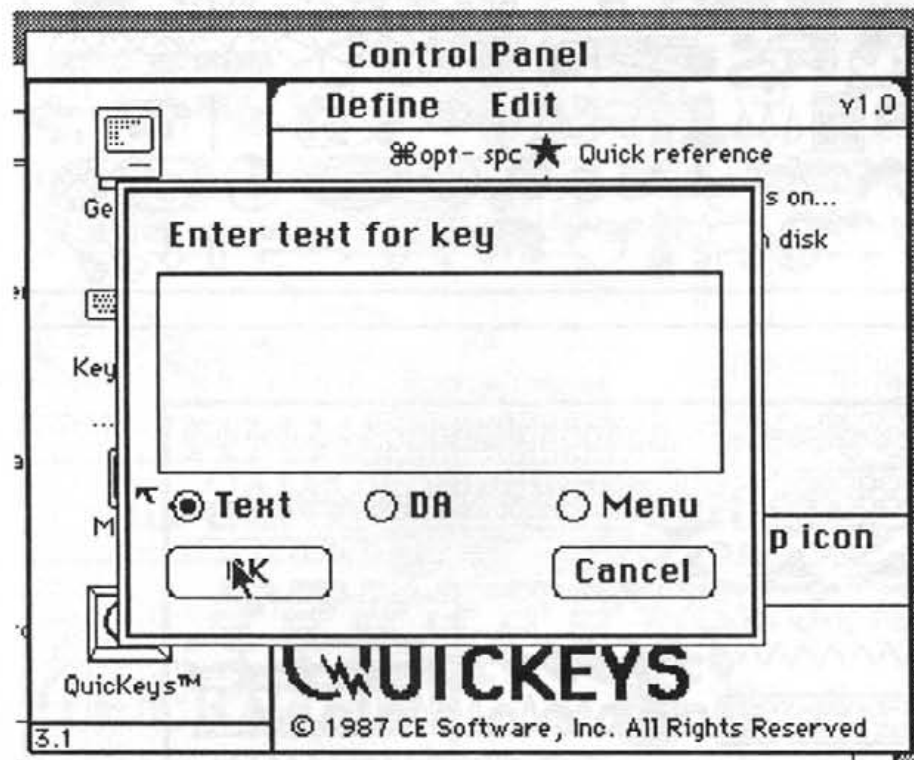 Control Panel
Define Edit v1.0
⌘opt- spc ★ Quick reference
Ge
s on...
Enter text for key
disk
Key
...
Text DA Menu
M
p icon
Cancel
QuicKeys™
QUICKEYS
3.1
© 1987 CE Software, Inc. All Rights Reserved